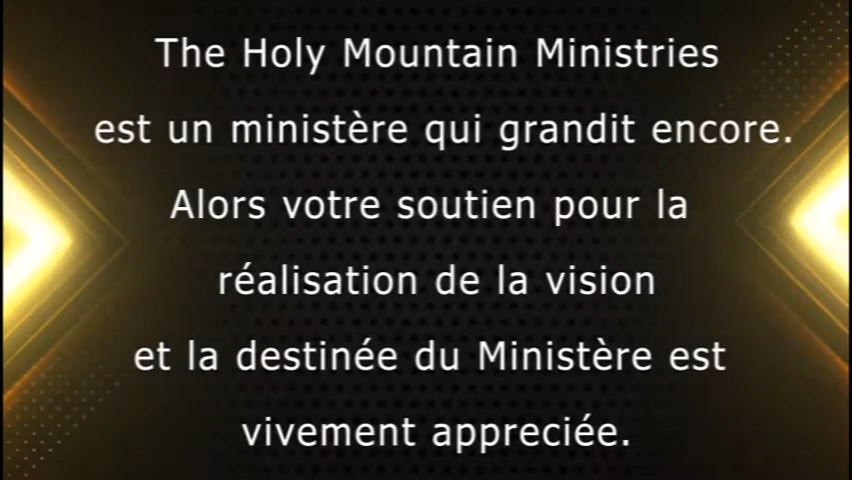 The Holy Mountain Ministries
est un ministère qui grandit encore.
Alors votre soutien pour la
réalisation de la vision
et la destinée du Ministère est
vivement appreciée.